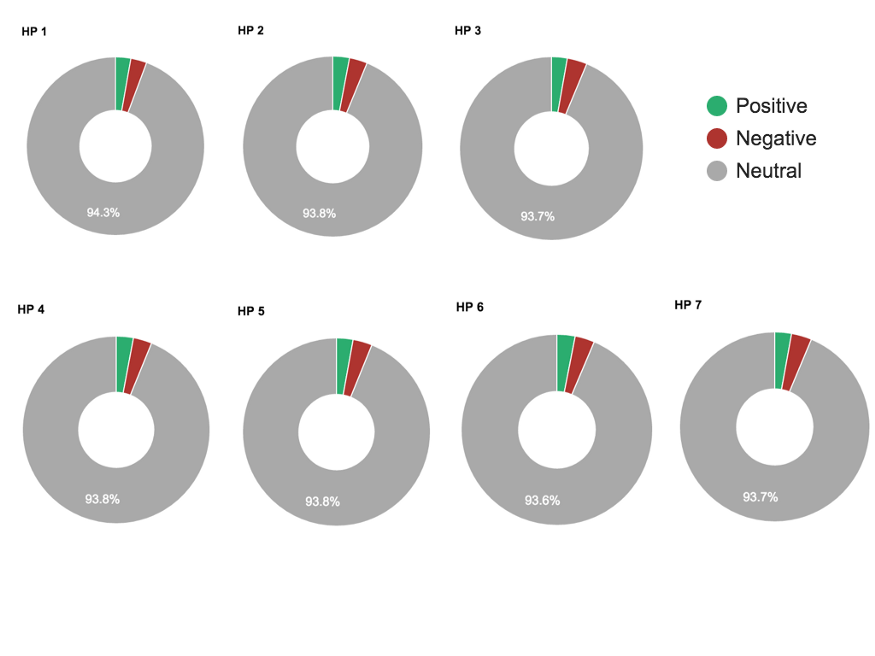 HP 1
HP 2
HP 3
Positive
Negative
Neutral
94.3%
93.8%
93.7%
HP 4
HP 5
HP 6
HP 7
93.8%
93.8%
93.6%
93.7%